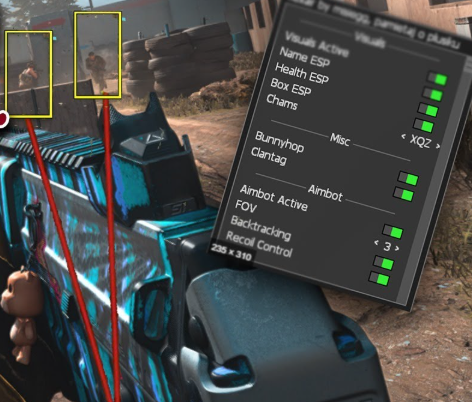 Visuals
Visuals Active
Name ESP
Health ESP
Box ESP
Chams
< XQZ >
Misc
Bunnyhop
Clantag
Aimbot
Aimbot Active
FOV
< 3 >
Backtracking
Recoil Control
235 x 310